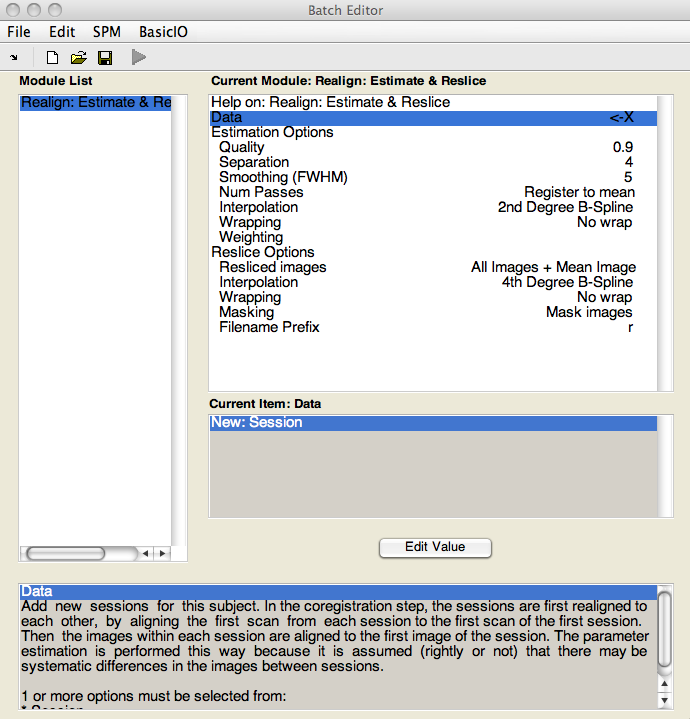 Batch Editor
File Edit SPM BasicIO
Module List
Realign: Estimate & Re
Current Module: Realign: Estimate & Reslice
Help on: Realign: Estimate & Reslice
Data <-X
Estimation Options
Quality 0.9
Separation 4
Smoothing (FWHM) 5
Num Passes Register to mean
Interpolation 2nd Degree B-Spline
Wrapping No wrap
Weighting
Reslice Options
Resliced images All Images + Mean Image
Interpolation 4th Degree B-Spline
Wrapping No wrap
Masking Mask images
Filename Prefix r
Current Item: Data
New: Session
Edit Value
Data
Add new sessions for this subject. In the coregistration step, the sessions are first realigned to
each other, by aligning the first scan from each session to the first scan of the first session.
Then the images within each session are aligned to the first image of the session. The parameter
estimation is performed this way because it is assumed (rightly or not) that there may be
systematic differences in the images between sessions.
1 or more options must be selected from:
* Session